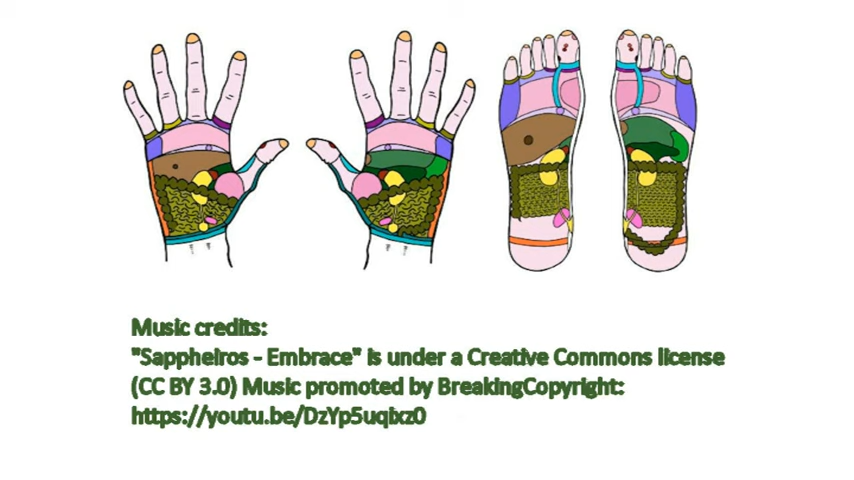 Music credits:
"Sappheiros - Embrace" is under a Creative Commons license
(CC BY 3.0) Music promoted by BreakingCopyright:
https://youtu.be/DzYp5uqixz0